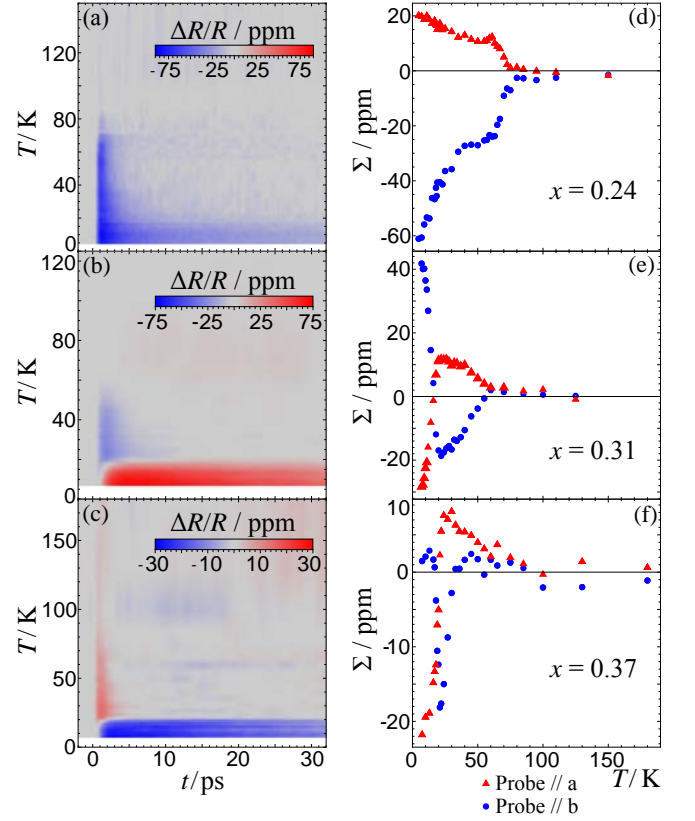 (a)
ΔR/R / ppm
-75 -25 25 75
T/ K
120
80
40
0
(b)
ΔR/R / ppm
-75 -25 25 75
T/ K
120
80
40
0
(c)
ΔR/R / ppm
-30 -10 10 30
T/ K
150
100
50
0
0 10 20 30
t/ps
(d)
Σ / ppm
20
0
-20
-40
-60
x = 0.24
(e)
Σ / ppm
40
20
0
-20
x = 0.31
(f)
Σ / ppm
10
0
-10
-20
x = 0.37
0 50 100 150
T/ K
Probe // a
Probe // b